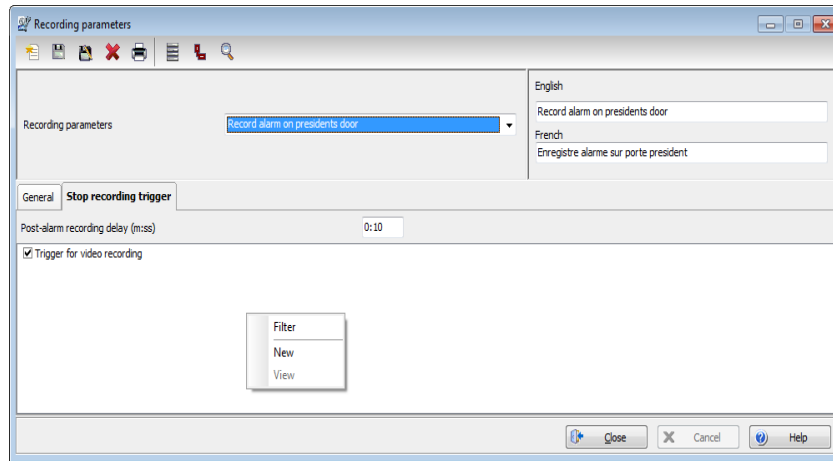 Recording parameters
English
Record alarm on presidents door
Recording parameters
Record alarm on presidents door
French
Enregistre alarme sur porte president
General
Stop recording trigger
Post-alarm recording delay (m:ss)
0:10
Trigger for video recording
Filter
New
View
Close
Cancel
Help